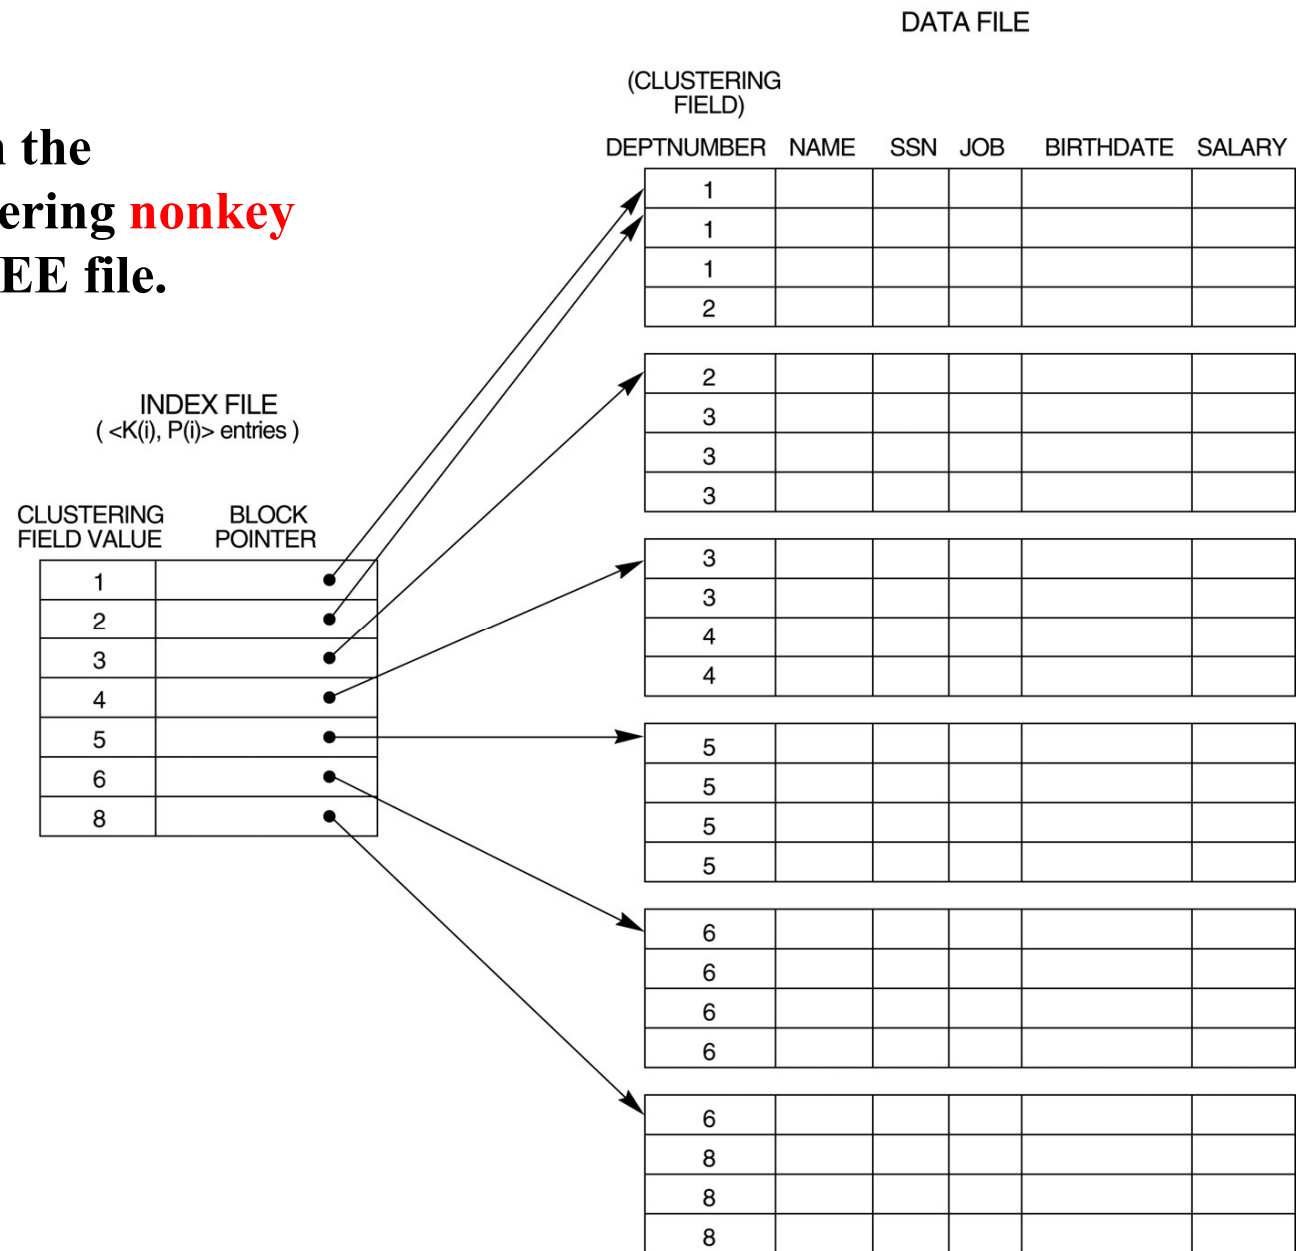 DATA FILE
(CLUSTERING
FIELD)
DEPTNUMBER NAME SSN JOB BIRTHDATE SALARY
the
ering nonkey
EE file.
INDEX FILE
( <K(i), P(i)> entries )
CLUSTERING BLOCK
FIELD VALUE POINTER
1
2
3
4
5
6
8
1
1
1
2
2
3
3
3
3
3
4
4
5
5
5
5
6
6
6
6
6
8
8
8